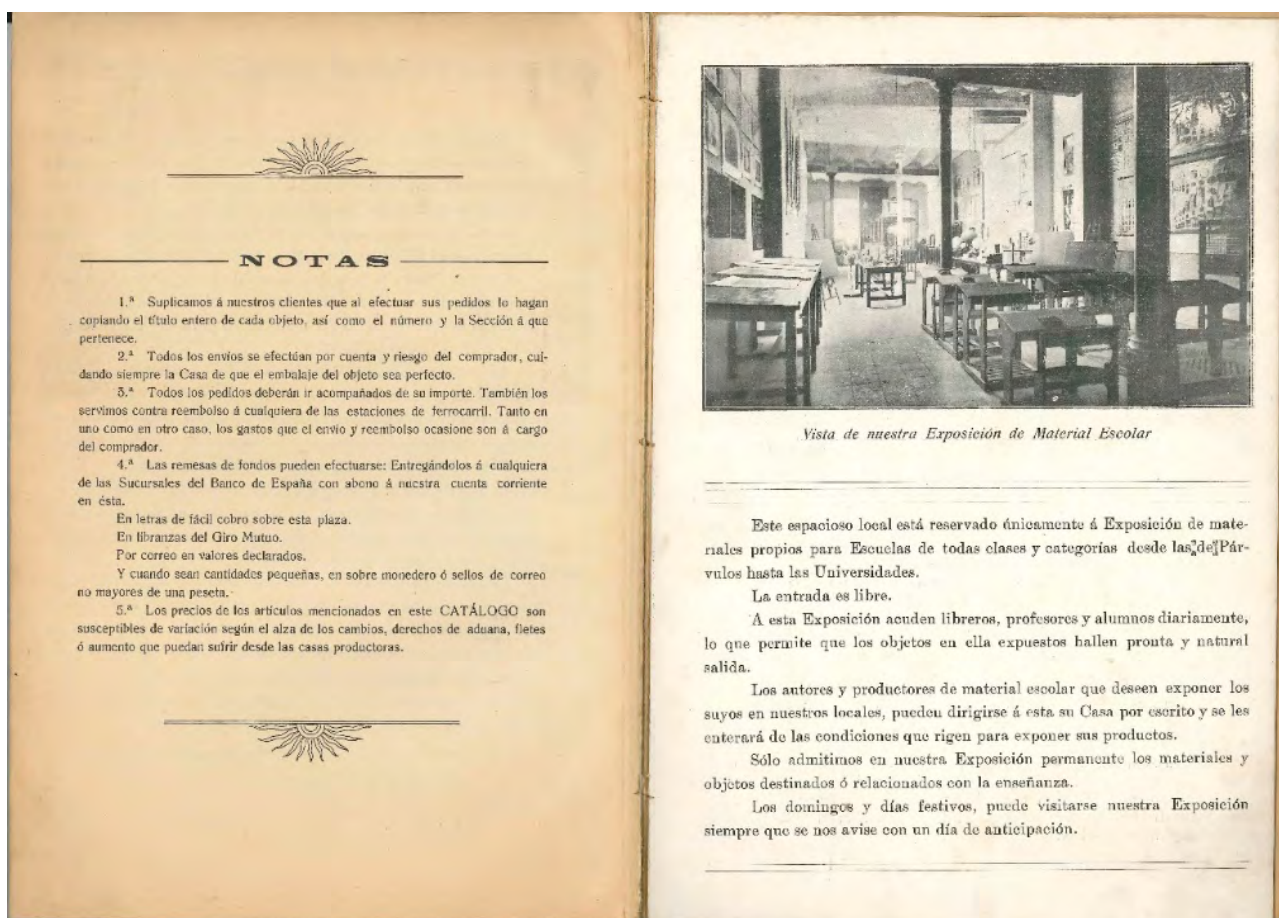 NOTAS
1.ª Suplicamos á nuestros clientes que al efectuar sus pedidos lo hagan
copiando el título entero de cada objeto, así como el número y la Sección á que
pertenece.
2.ª Todos los envíos se efectúan por cuenta y riesgo del comprador, cui-
dando siempre la Casa de que el embalaje del objeto sea perfecto.
3.ª Todos los pedidos deberán ir acompañados de su importe. También los
servimos contra reembolso á cualquiera de las estaciones de ferrocarril. Tanto en
uno como en otro caso, los gastos que el envío y reembolso ocasione son á cargo
del comprador.
4.ª Las remesas de fondos pueden efectuarse: Entregándolos á cualquiera
de las Sucursales del Banco de España con abono á nuestra cuenta corriente
en ésta.
En letras de fácil cobro sobre esta plaza.
En libranzas del Giro Mutuo.
Por correo en valores declarados.
Y cuando sean cantidades pequeñas, en sobre monedero ó sellos de correo
no mayores de una peseta.
5.ª Los precios de los artículos mencionados en este CATÁLOGO son
susceptibles de variación según el alza de los cambios, derechos de aduana, fletes
ó aumento que puedan sufrir desde las casas productoras.
Vista de nuestra Exposición de Material Escolar
Este espacioso local está reservado únicamente á Exposición de mate-
riales propios para Escuelas de todas clases y categorías desde las de Pár-
vulos hasta las Universidades.
La entrada es libre.
A esta Exposición acuden libreros, profesores y alumnos diariamente,
lo que permite que los objetos en ella expuestos hallen pronta y natural
salida.
Los autores y productores de material escolar que deseen exponer los
suyos en nuestros locales, pueden dirigirse á esta su Casa por escrito y se les
enterará de las condiciones que rigen para exponer sus productos.
Sólo admitimos en nuestra Exposición permanente los materiales y
objetos destinados ó relacionados con la enseñanza.
Los domingos y días festivos, puede visitarse nuestra Exposición
siempre que se nos avise con un día de anticipación.